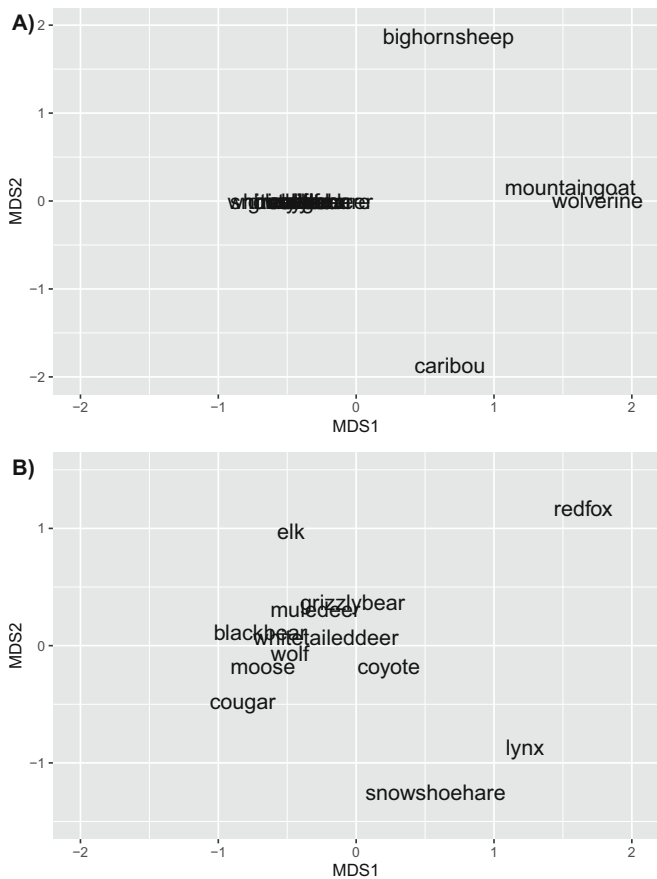 A)
2
bighornsheep
1
mountaingoat
MDS2
0
wolverine
−1
caribou
−2
−2 −1 0 1 2
MDS1
B)
redfox
1
elk
grizzlybear
muledeer
blackbear
whitetaileddeer
MDS2
0
wolf
moose
coyote
cougar
lynx
−1
snowshoehare
−2 −1 0 1 2
MDS1